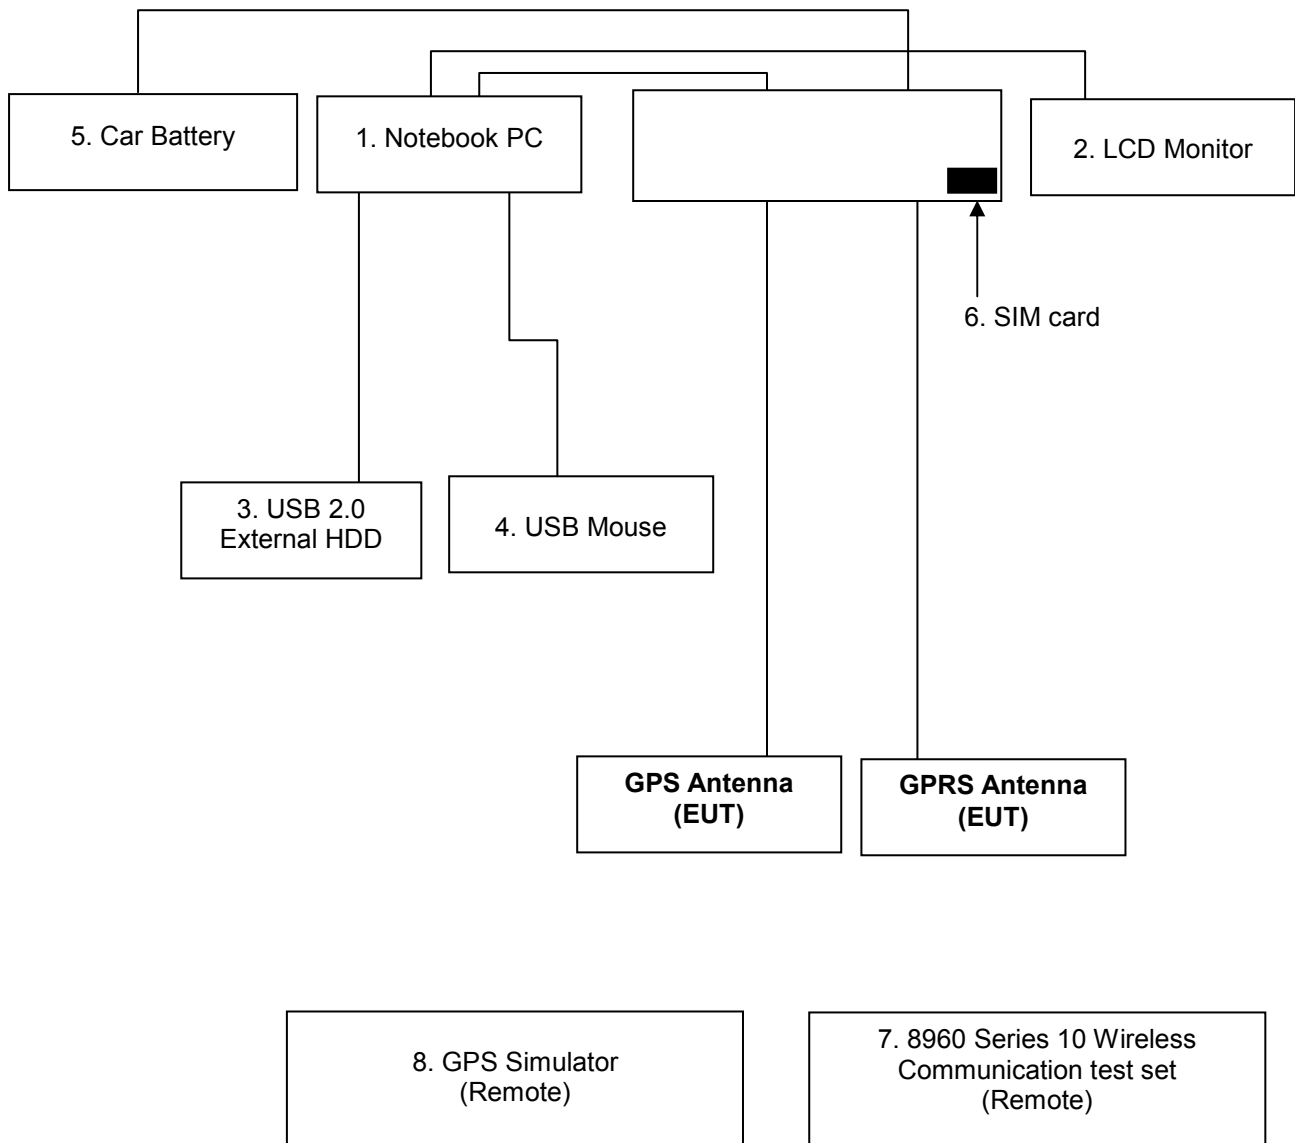 5. Car Battery
1. Notebook PC
2. LCD Monitor
6. SIM card
3. USB 2.0
External HDD
4. USB Mouse
GPS Antenna
(EUT)
GPRS Antenna
(EUT)
8. GPS Simulator
(Remote)
7. 8960 Series 10 Wireless
Communication test set
(Remote)